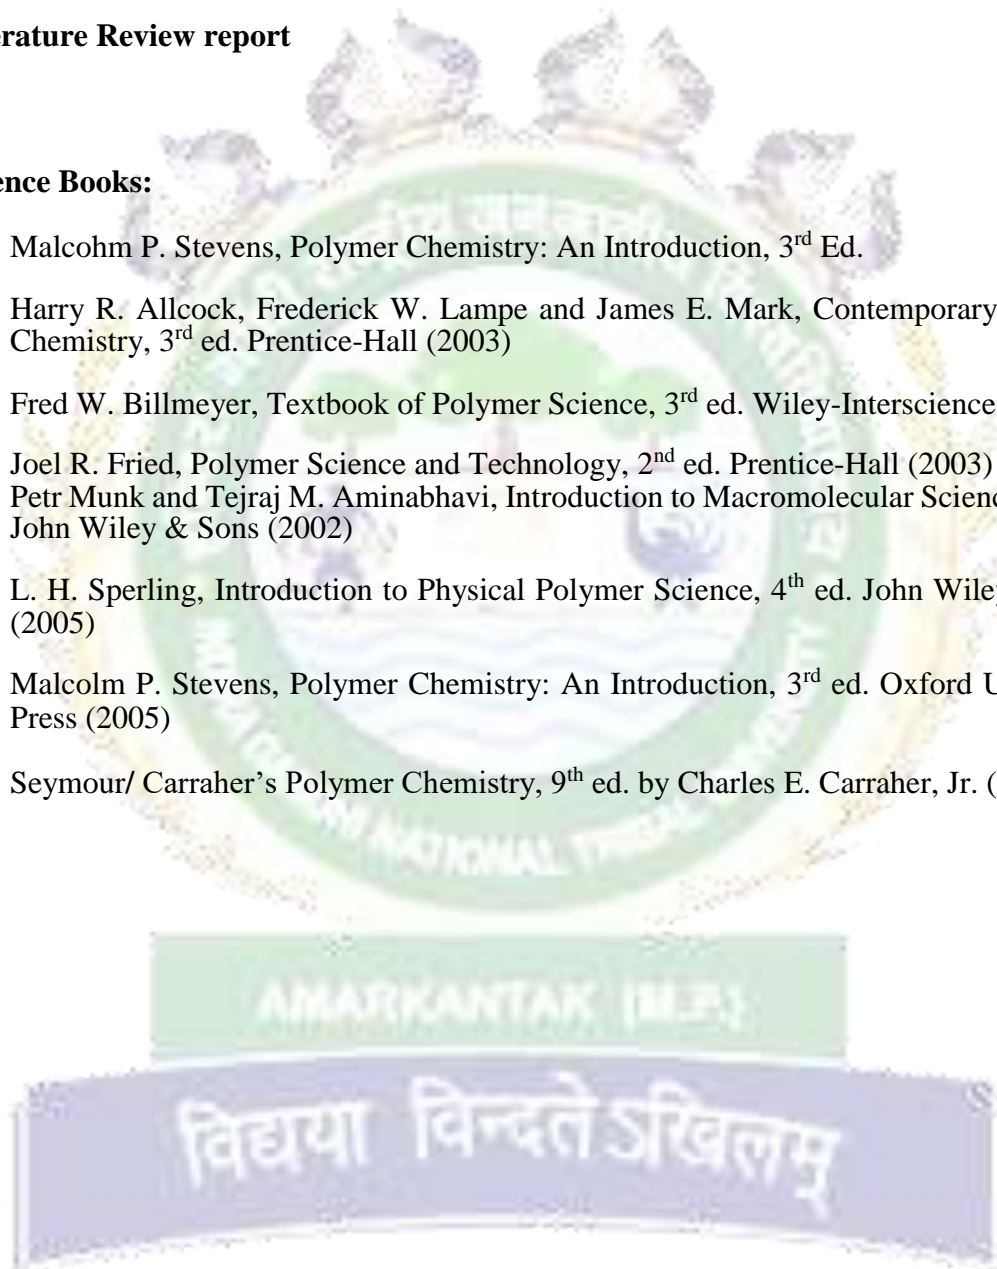 erature Review report
ence Books:
Malcohm P. Stevens, Polymer Chemistry: An Introduction, 3rd Ed.
Harry R. Allcock, Frederick W. Lampe and James E. Mark, Contemporary
Chemistry, 3rd ed. Prentice-Hall (2003)
Fred W. Billmeyer, Textbook of Polymer Science, 3rd ed. Wiley-Interscience
Joel R. Fried, Polymer Science and Technology, 2nd ed. Prentice-Hall (2003)
Petr Munk and Tejraj M. Aminabhavi, Introduction to Macromolecular Scienc
John Wiley & Sons (2002)
L. H. Sperling, Introduction to Physical Polymer Science, 4th ed. John Wiley
(2005)
Malcolm P. Stevens, Polymer Chemistry: An Introduction, 3rd ed. Oxford U
Press (2005)
Seymour/ Carraher’s Polymer Chemistry, 9th ed. by Charles E. Carraher, Jr. (
NATIONAL TRIBAL
AMARKANTAK (M.P.)
विद्यया विन्दतेऽखिलम्